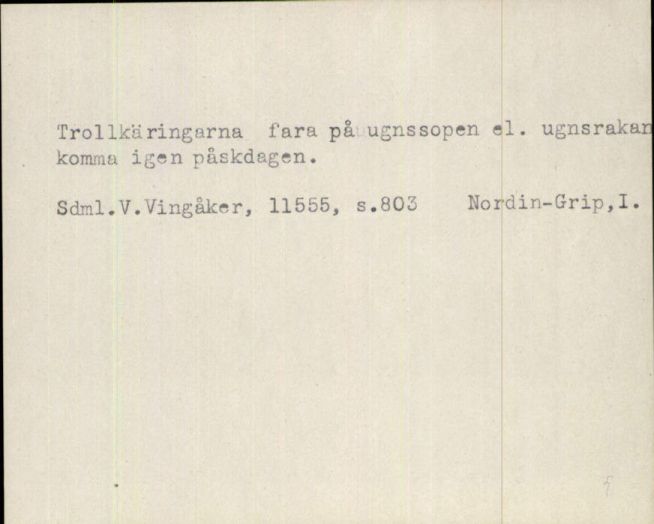 Trollkäringarna fara på ugnssopen el. ugnsrakan
komma igen påskdagen.
Sdml.V.Vingåker, 11555, s.803 Nordin-Grip,I.